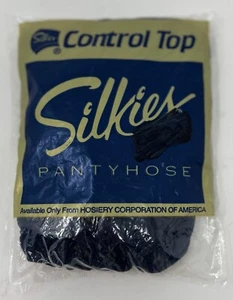 Silkies
Control Top
Silkies
PANTYHOSE
Available Only From HOSIERY CORPORATION OF AMERICA